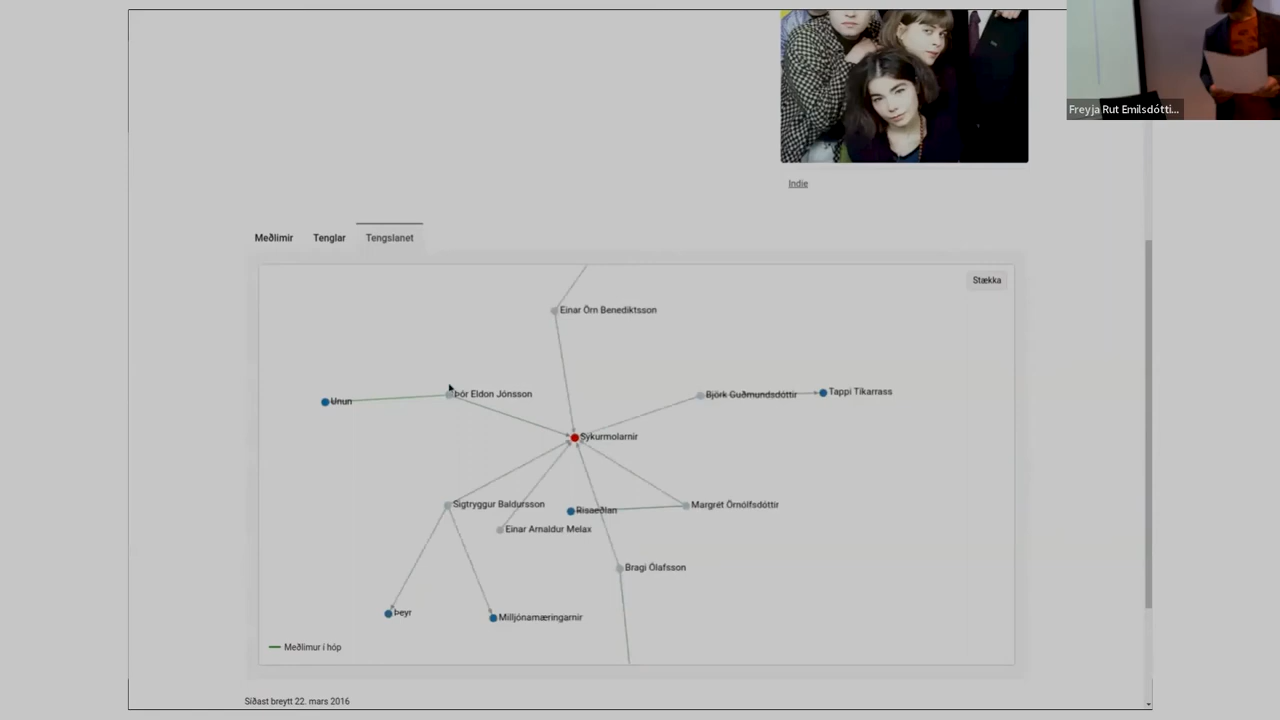 Freyja Rut Emilsdótti...
Indie
Meðlimir
Tenglar
Tengslanet
Stækka
Einar Örn Benediktsson
Þór Eldon Jónsson
Unun
Björk Guðmundsdóttir
Tappi Tíkarrass
Sykurmolarnir
Sigtryggur Baldursson
Risaeðlan
Margrét Örnólfsdóttir
Einar Arnaldur Melax
Bragi Ólafsson
Þeyr
Milljónamæringarnir
Meðlimur í hóp
Síðast breytt 22. mars 2016